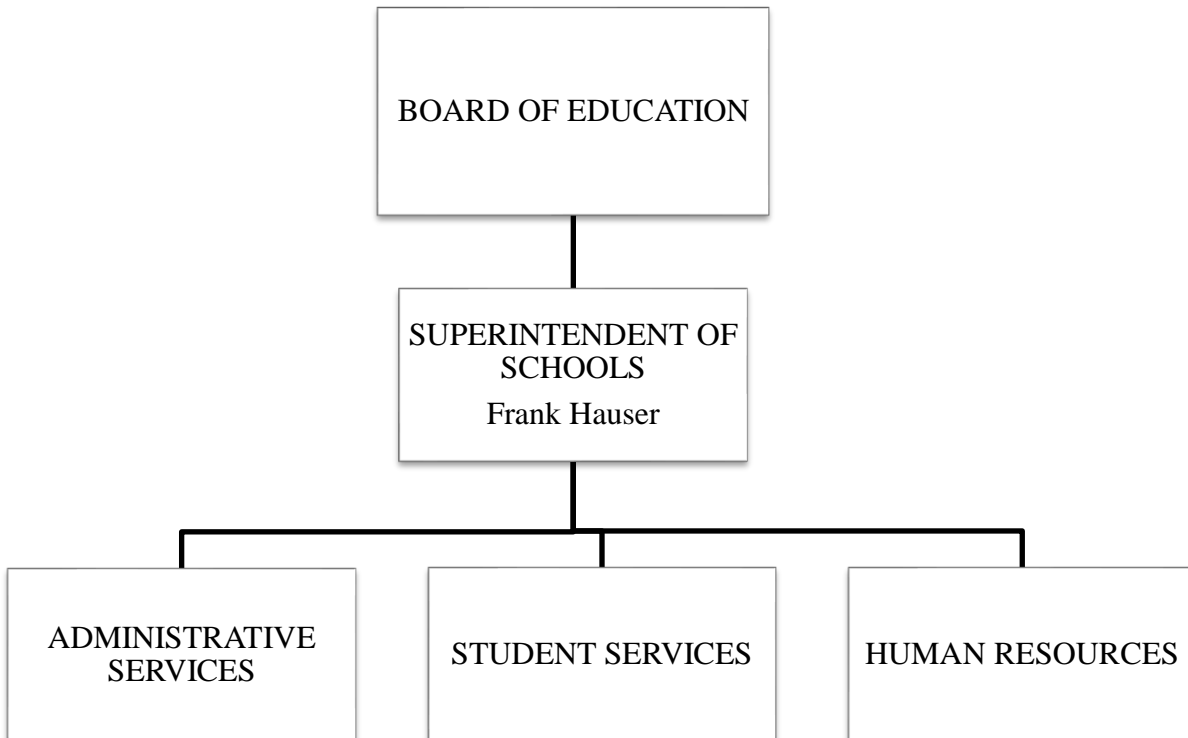 BOARD OF EDUCATION
SUPERINTENDENT OF
SCHOOLS
Frank Hauser
ADMINISTRATIVE
SERVICES
STUDENT SERVICES
HUMAN RESOURCES